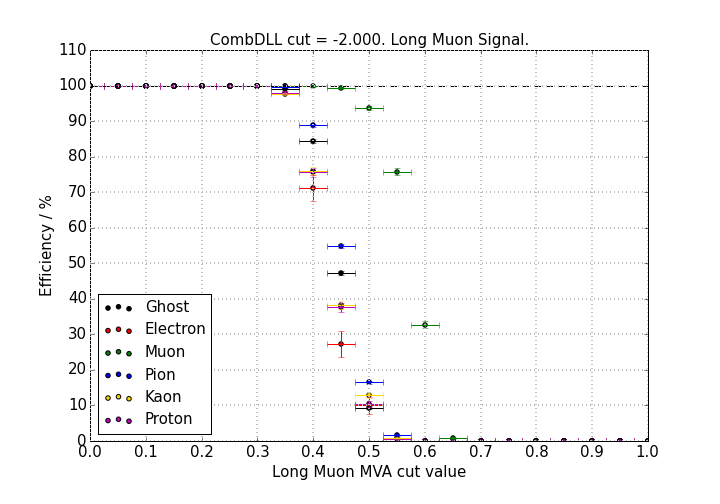 CombDLL cut = -2.000. Long Muon Signal.
Efficiency / %
110
100
90
80
70
60
50
40
30
20
10
0
Ghost
Electron
Muon
Pion
Kaon
Proton
0.0 0.1 0.2 0.3 0.4 0.5 0.6 0.7 0.8 0.9 1.0
Long Muon MVA cut value